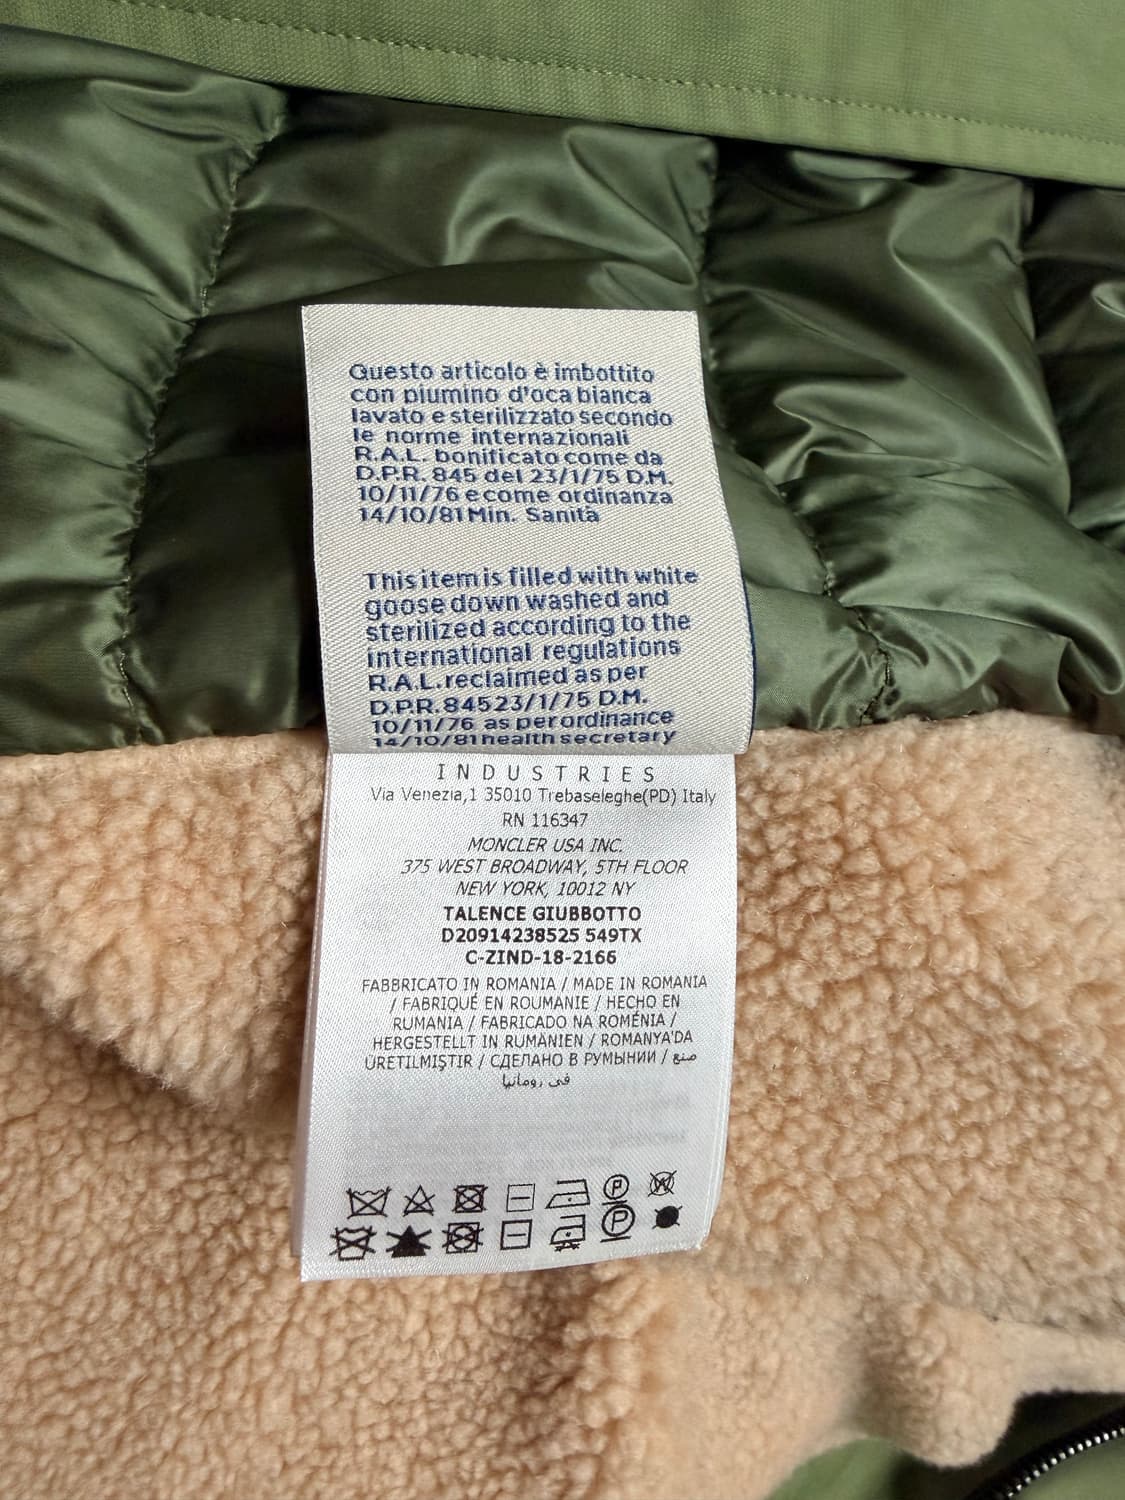 Questo articolo è imbottito
con piumino d'oca bianca
lavato e sterilizzato secondo
le norme internazionali
R.A.L. bonificato come da
D.P.R. 845 del 23/1/75 D.M.
10/11/76 e come ordinanza
14/10/81 Min. Sanità
This item is filled with white
goose down washed and
sterilized according to the
international regulations
R.A.L. reclaimed as per
D.P.R. 845 23/1/75 D.M.
10/11/76 as per ordinance
14/10/81 health secretary
INDUSTRIES
Via Venezia,1 35010 Trebaseleghe(PD) Italy
RN 116347
MONCLER USA INC.
375 WEST BROADWAY, 5TH FLOOR
NEW YORK, 10012 NY
TALENCE GIUBBOTTO
D20914238525 549TX
C-ZIND-18-2166
FABBRICATO IN ROMANIA / MADE IN ROMANIA
/ FABRIQUÉ EN ROUMANIE / HECHO EN
RUMANIA / FABRICADO NA ROMÉNIA /
HERGESTELLT IN RUMÄNIEN / ROMANYA'DA
ÜRETILMIŞTIR / СДЕЛАНО В РУМЫНИИ / صنع
في رومانيا
P W
P